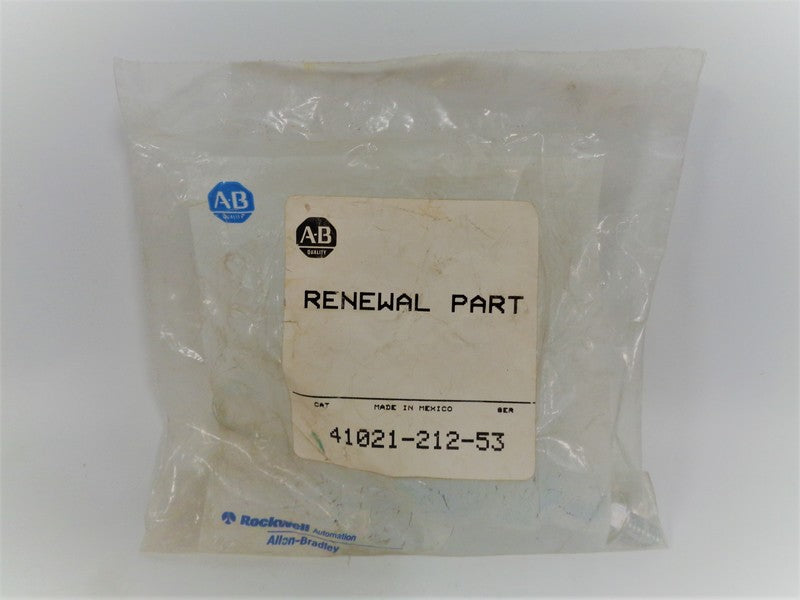 A-B
QUALITY
A-B
QUALITY
RENEWAL PART
CAT MADE IN MEXICO SER
41021-212-53
Rockwell Automation
Allen-Bradley